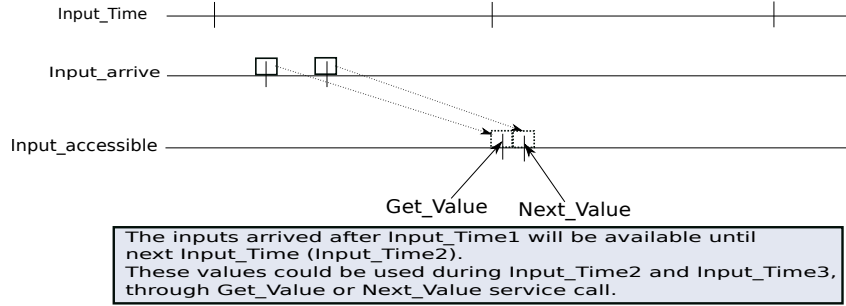 Input_Time
Input_arrive
Input_accessible
Get_Value
Next_Value
The inputs arrived after Input_Time1 will be available until
next Input_Time (Input_Time2).
These values could be used during Input_Time2 and Input_Time3,
through Get_Value or Next_Value service call.